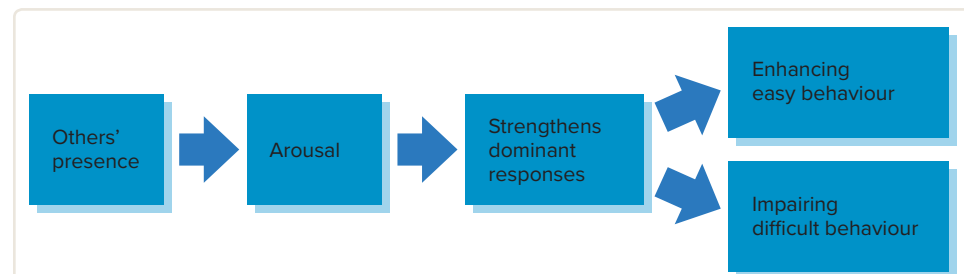 Others'
presence
Arousal
Strengthens
dominant
responses
Enhancing
easy behaviour
Impairing
difficult behaviour